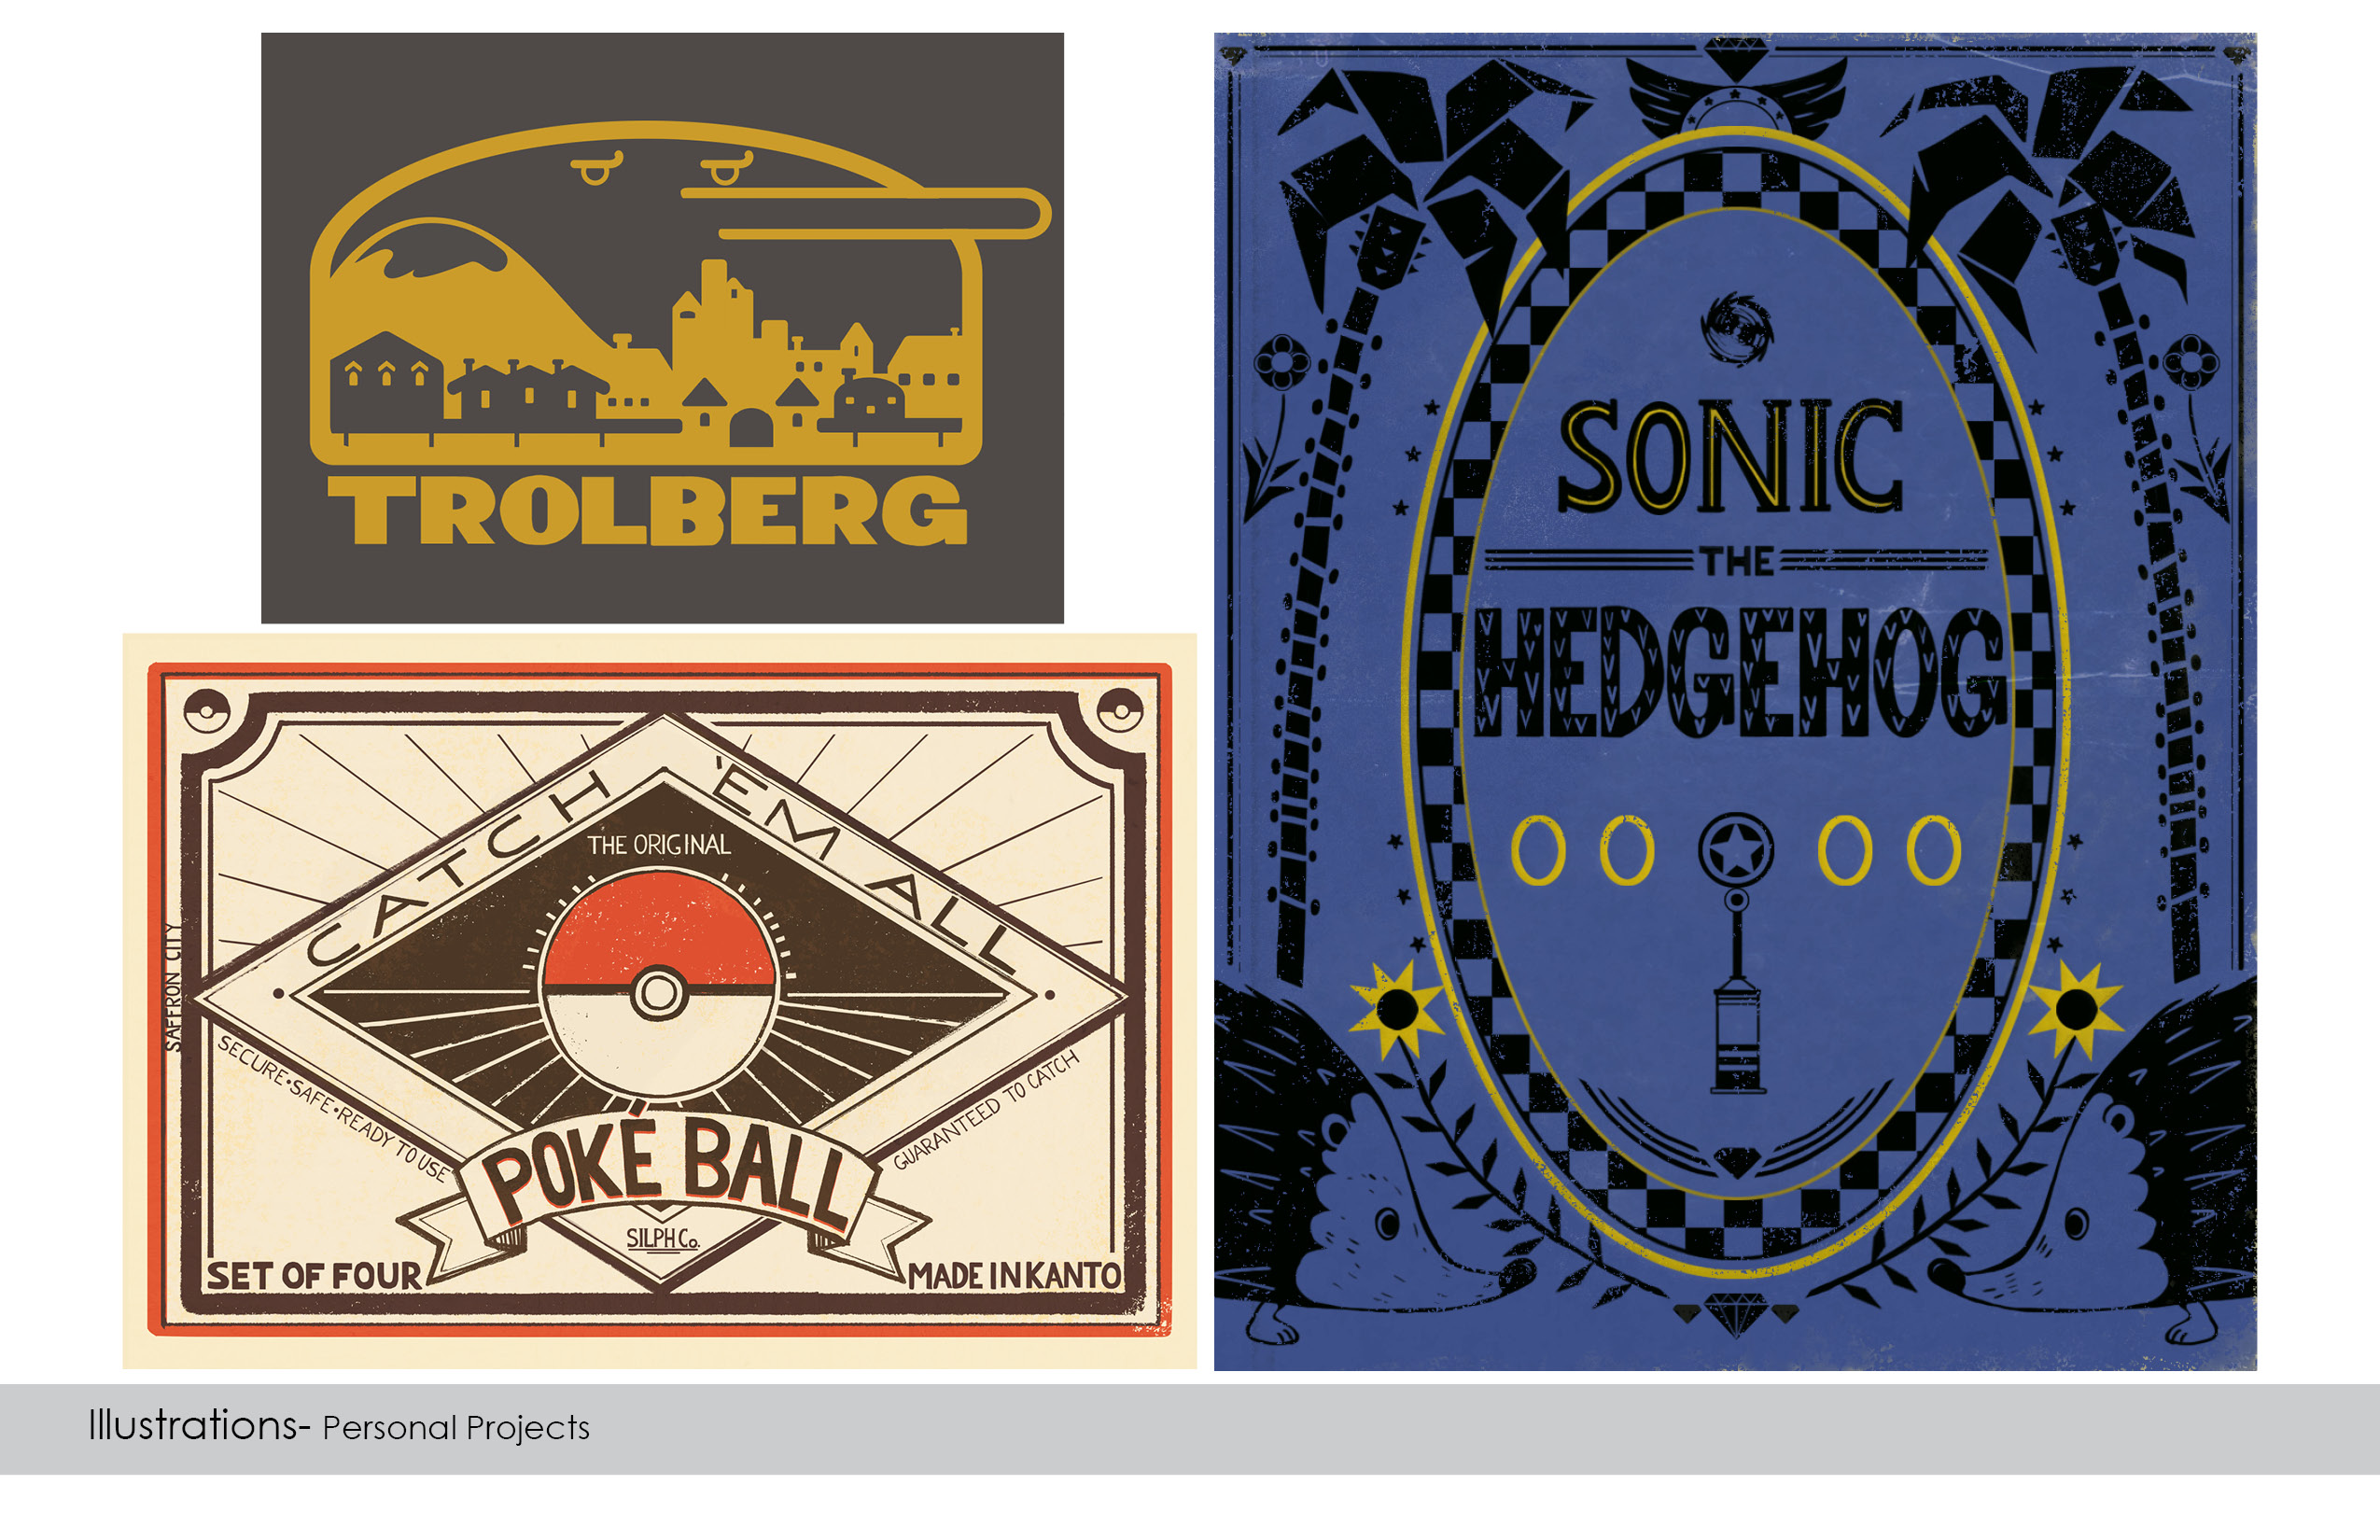 TROLBERG
CATCH 'EM ALL
THE ORIGINAL
SAFFRON CITY
SECURE•SAFE•READY TO USE
GUARANTEED TO CATCH
POKÉ BALL
SILPH Co.
SET OF FOUR
MADE IN KANTO
SONIC
THE
HEDGEHOG
Illustrations- Personal Projects